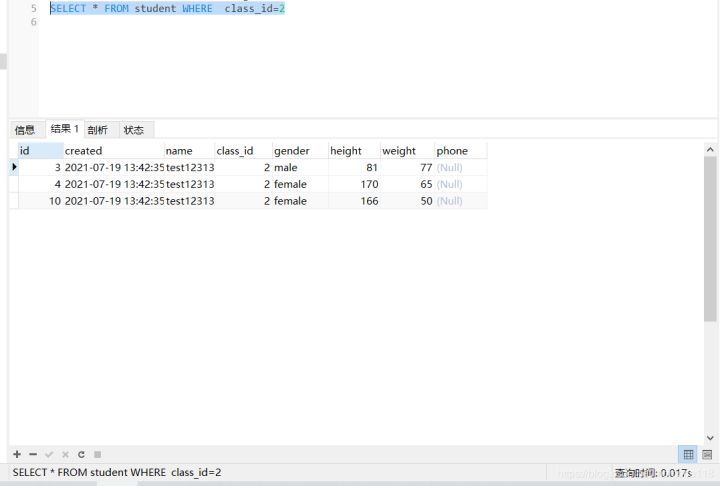 5 SELECT * FROM student WHERE  class_id=2
6
信息 结果 1 剖析 状态
id created name class_id gender height weight phone
3 2021-07-19 13:42:35 test12313 2 male 81 77 (Null)
4 2021-07-19 13:42:35 test12313 2 female 170 65 (Null)
10 2021-07-19 13:42:35 test12313 2 female 166 50 (Null)
SELECT * FROM student WHERE  class_id=2 查询时间: 0.017s